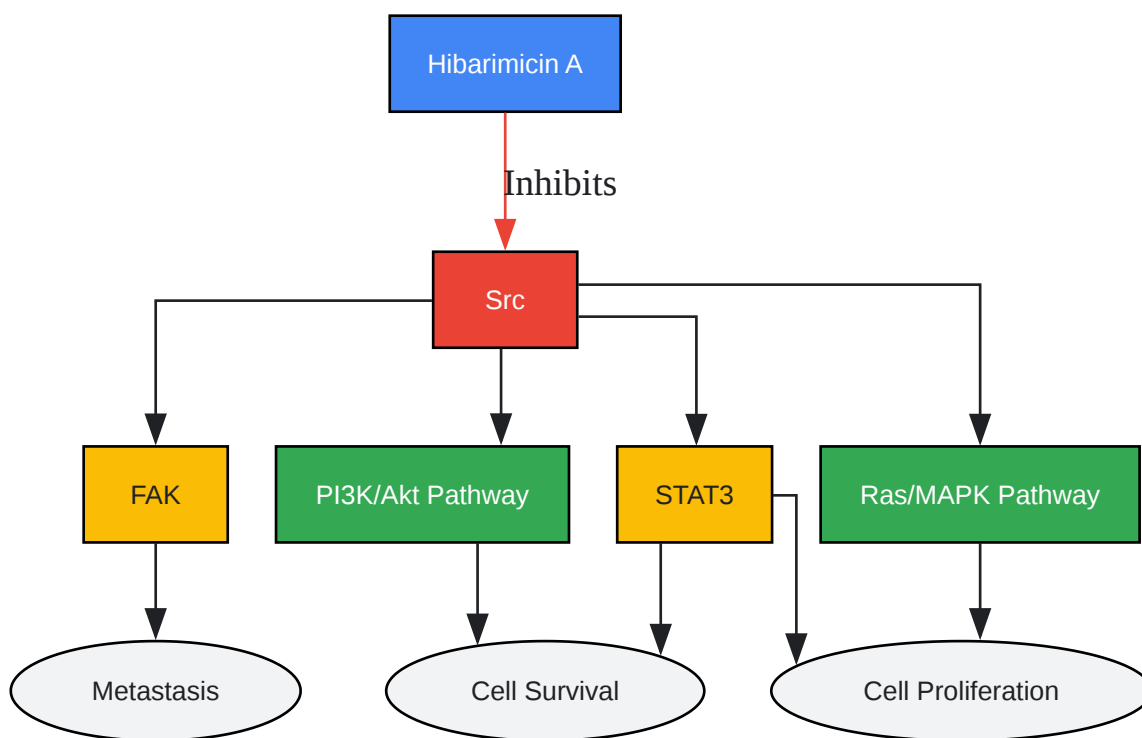 Hibarimicin A
Inhibits
Src
FAK
PI3K/Akt Pathway
STAT3
Ras/MAPK Pathway
Metastasis
Cell Survival
Cell Proliferation